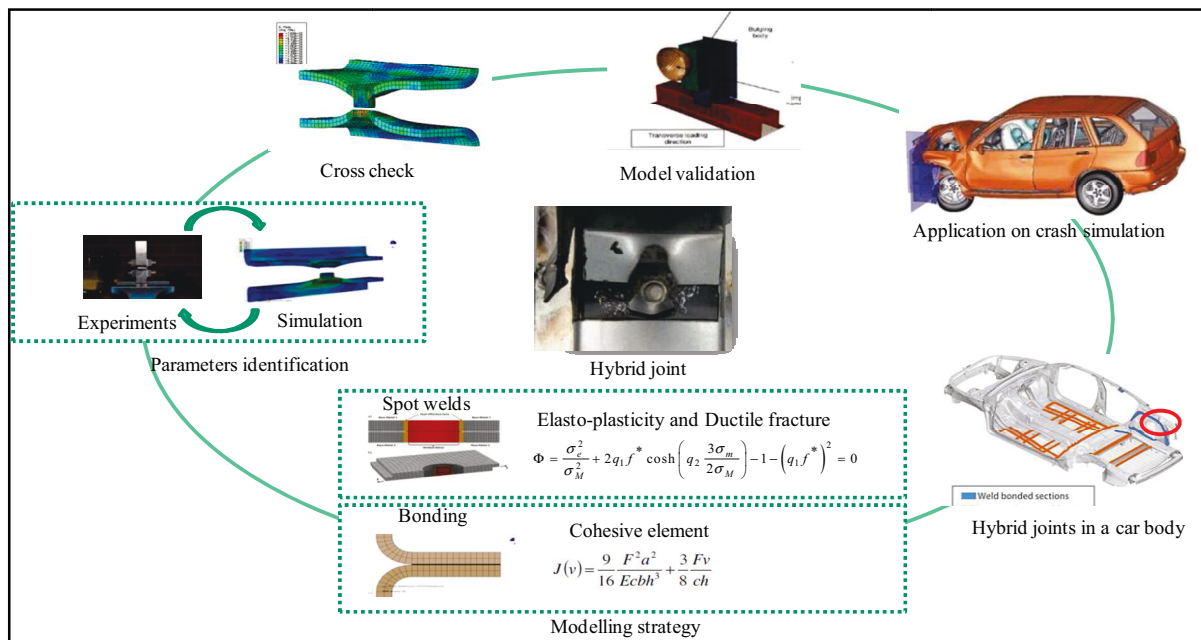 Bulging
body
Transverse loading
direction
Cross check
Model validation
Application on crash simulation
Experiments
Simulation
Parameters identification
Hybrid joint
Spot welds
Elasto-plasticity and Ductile fracture
Φ = σ_e^2 / σ_M^2 + 2q_1 f^* cosh( q_2 3σ_m / 2σ_M ) − 1 − (q_1 f^*)^2 = 0
Bonding
Cohesive element
J(v) = 9/16 F^2 a^2 / Ecbh^3 + 3/8 Fv / ch
Modelling strategy
Weld bonded sections
Hybrid joints in a car body